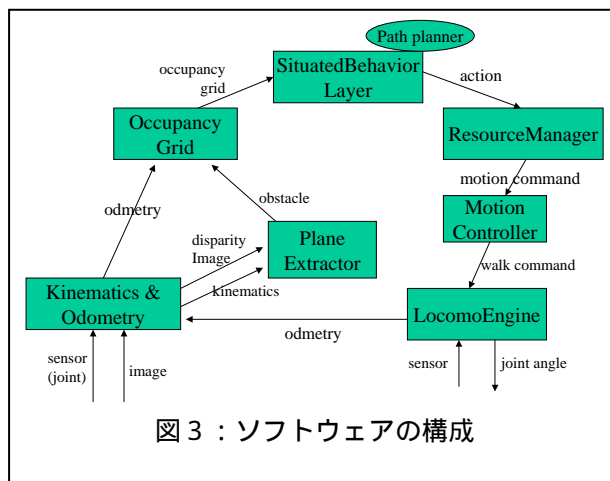 Path planner
SituatedBehavior
Layer
occupancy
grid
action
Occupancy
Grid
ResourceManager
motion command
obstacle
odmetry
Motion
Controller
disparity
Image
Plane
Extractor
walk command
kinematics
Kinematics &
Odometry
LocomoEngine
odmetry
sensor
(joint)
image
sensor
joint angle
図3：ソフトウェアの構成